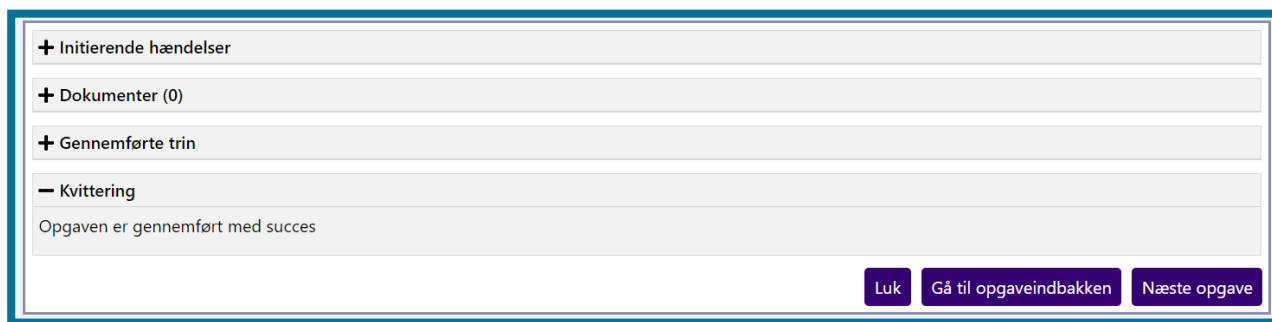 Initierende hændelser
Dokumenter (0)
Gennemførte trin
Kvittering
Opgaven er gennemført med succes
Luk Gå til opgaveindbakken Næste opgave